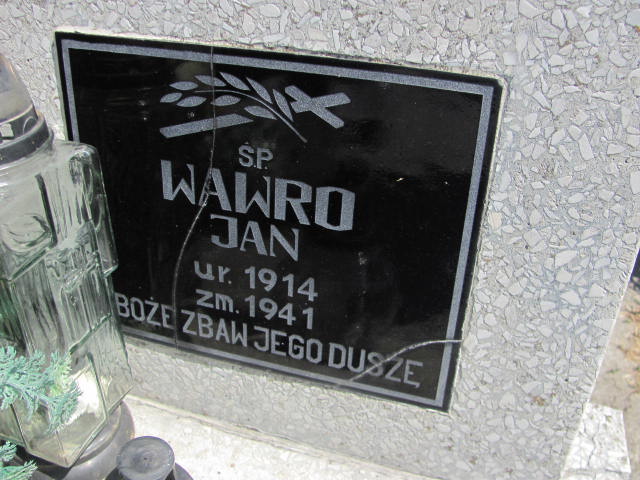 ŚP.
WAWRO
JAN
ur. 1914
zm. 1941
BOŻE ZBAW JEGO DUSZĘ